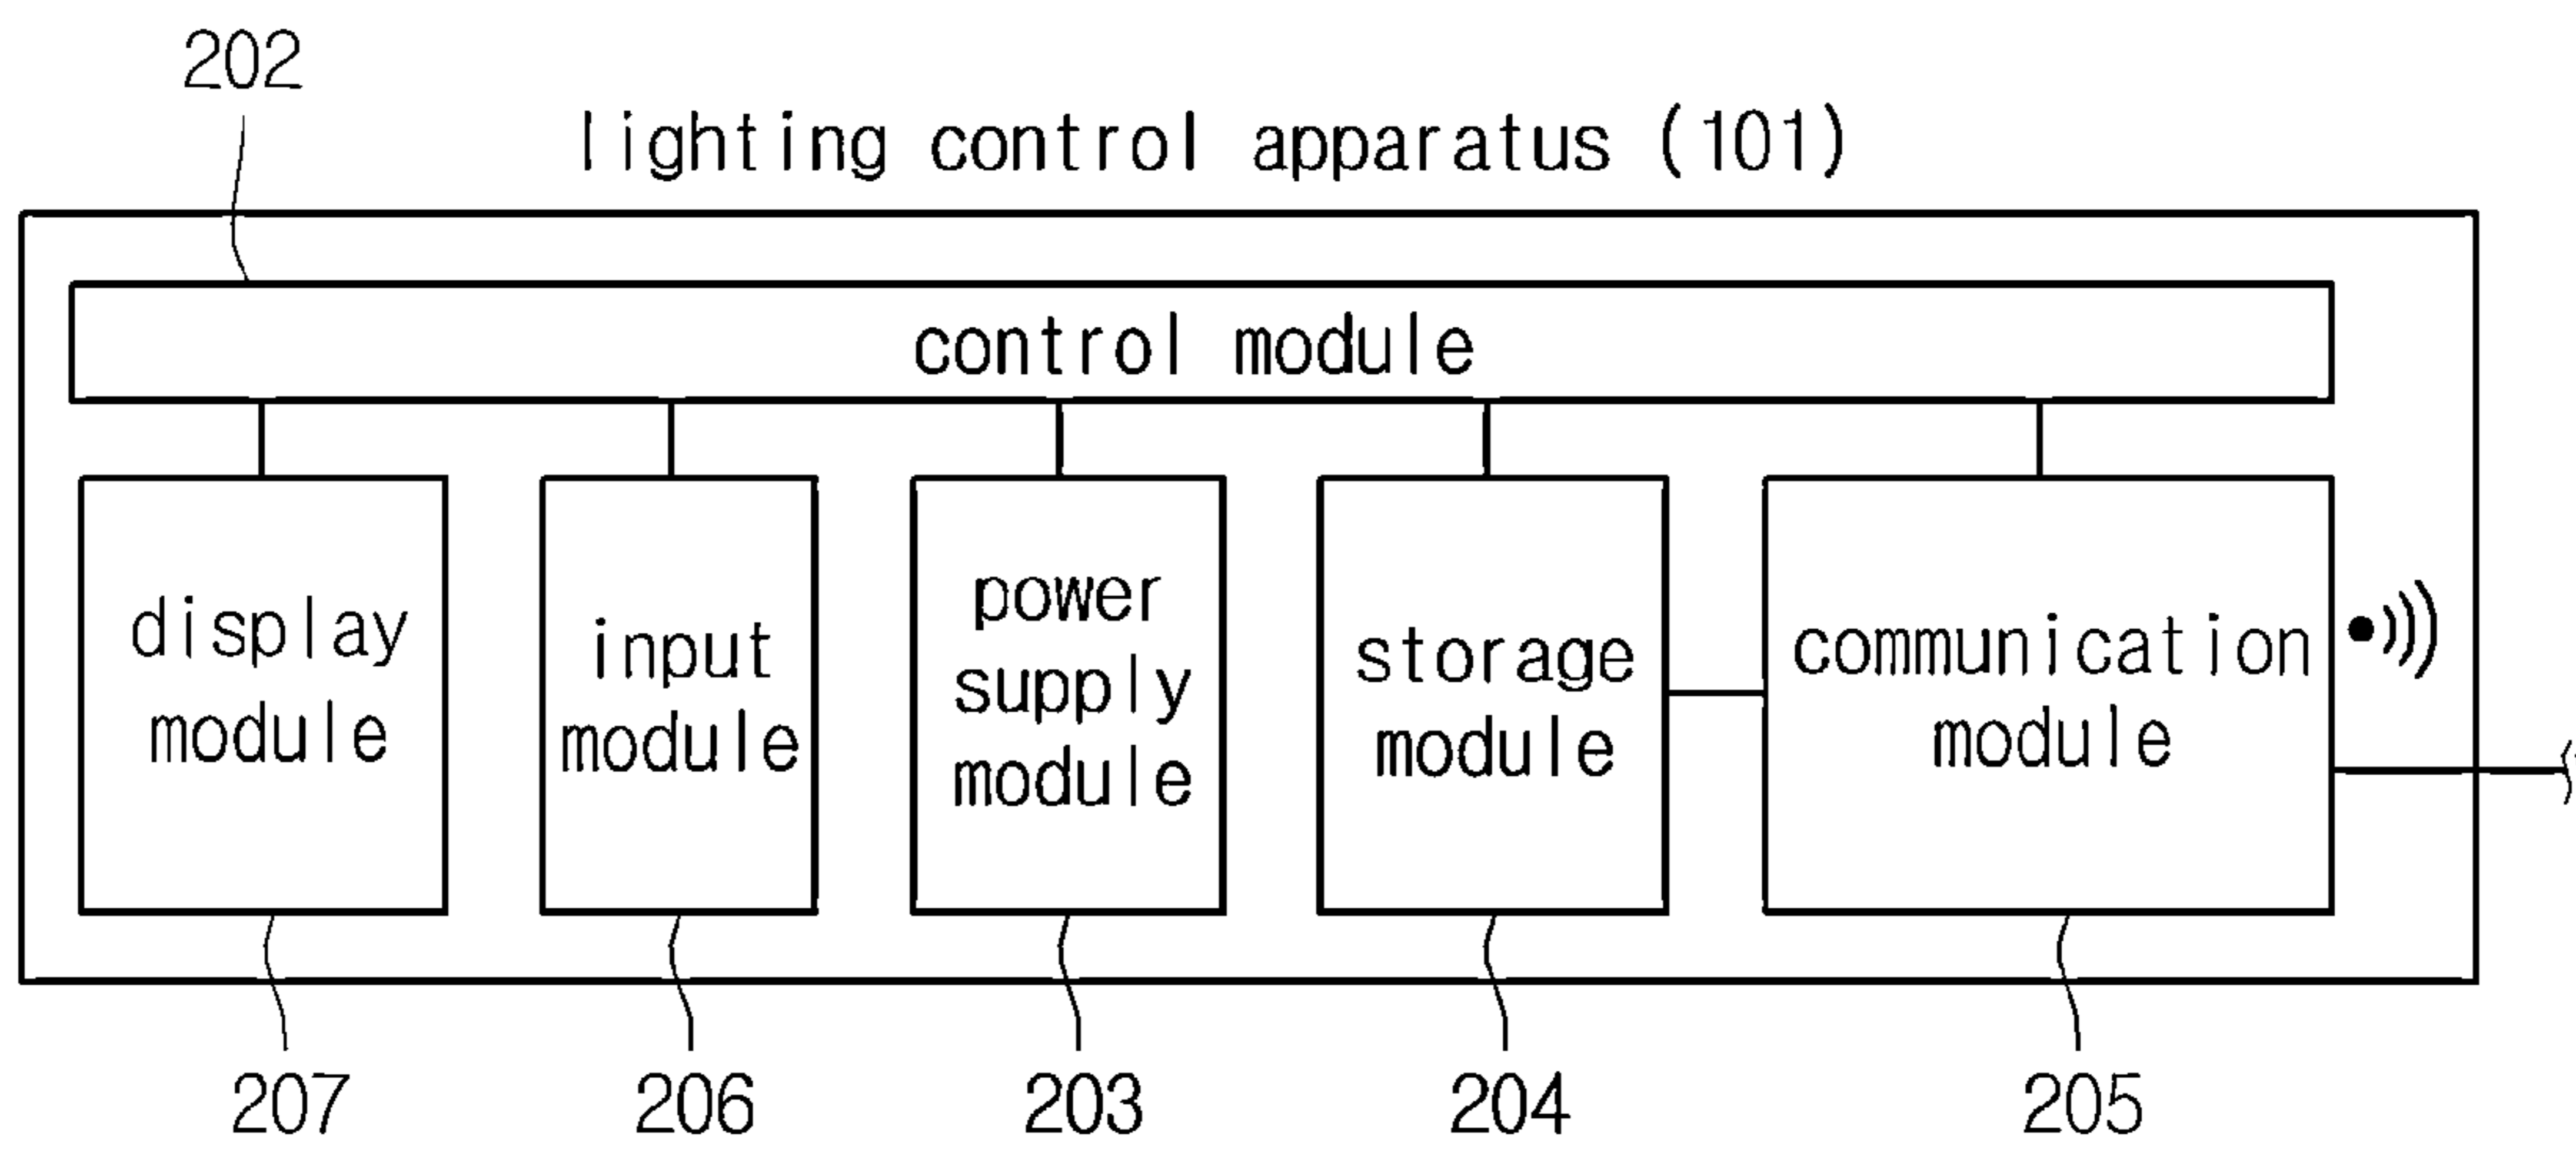 202
lighting control apparatus (101)
control module
display
module
input
module
power
supply
module
storage
module
communication
module
207
206
203
204
205